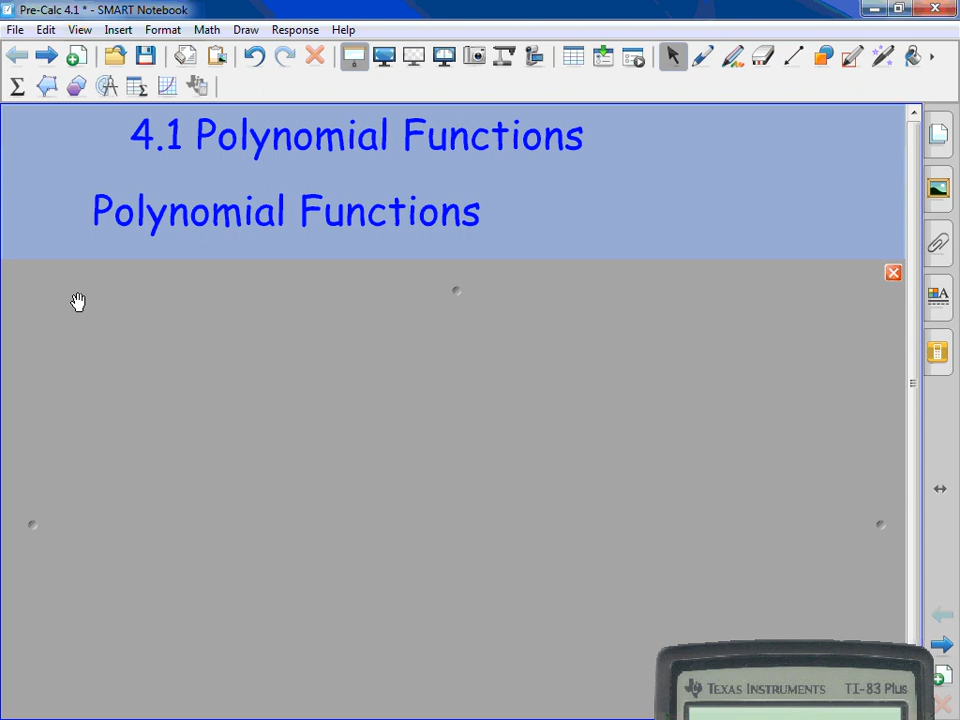 Pre-Calc 4.1 * - SMART Notebook
File Edit View Insert Format Math Draw Response Help
4.1 Polynomial Functions
Polynomial Functions
TEXAS INSTRUMENTS TI-83 Plus